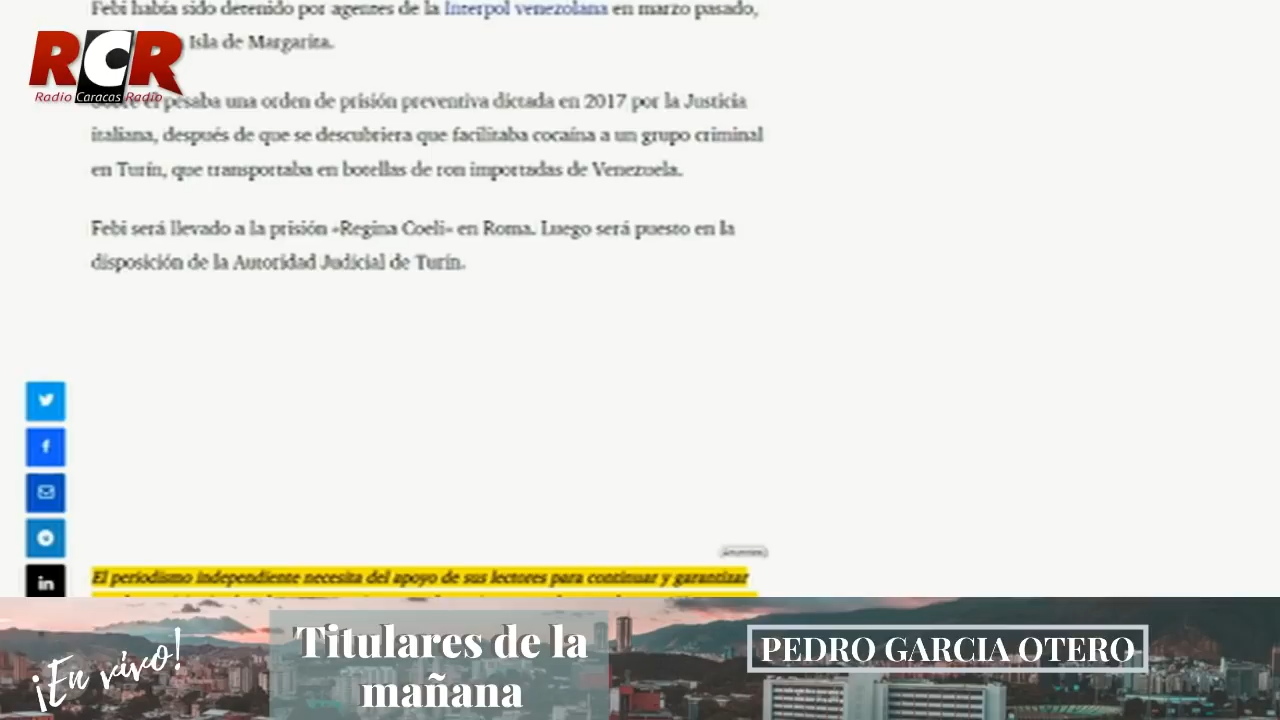 Febi había sido detenido por agentes de la Interpol venezolana en marzo pasado,
Isla de Margarita.
RCR
Radio Caracas Radio
pesaba una orden de prisión preventiva dictada en 2017 por la Justicia
italiana, después de que se descubriera que facilitaba cocaína a un grupo criminal
en Turín, que transportaba en botellas de ron importadas de Venezuela.
Febi será llevado a la prisión «Regina Coeli» en Roma. Luego será puesto en la
disposición de la Autoridad Judicial de Turín.
El periodismo independiente necesita del apoyo de sus lectores para continuar y garantizar
¡En vivo!
Titulares de la
mañana
PEDRO GARCIA OTERO